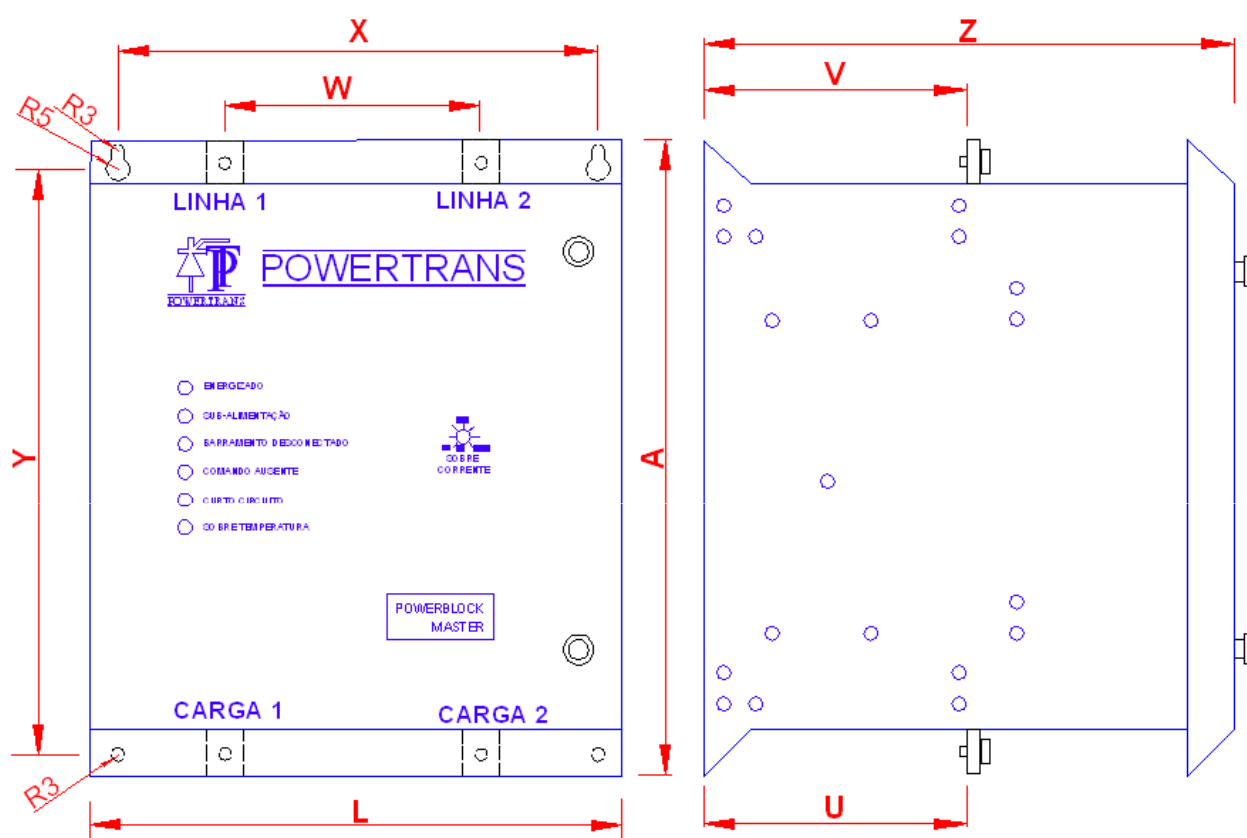 X
Z
W
V
R3
R5
LINHA 1
LINHA 2
POWERTRANS
POWERTRANS
ENERGIZADO
SUB-ALIMENTAÇÃO
BARRAMENTO DESCONECTADO
COMANDO AUSENTE
CURTO CIRCUITO
SOBRETEMPERATURA
SOBRE
CORRENTE
Y
A
POWERBLOCK
MASTER
CARGA 1
CARGA 2
R3
L
U